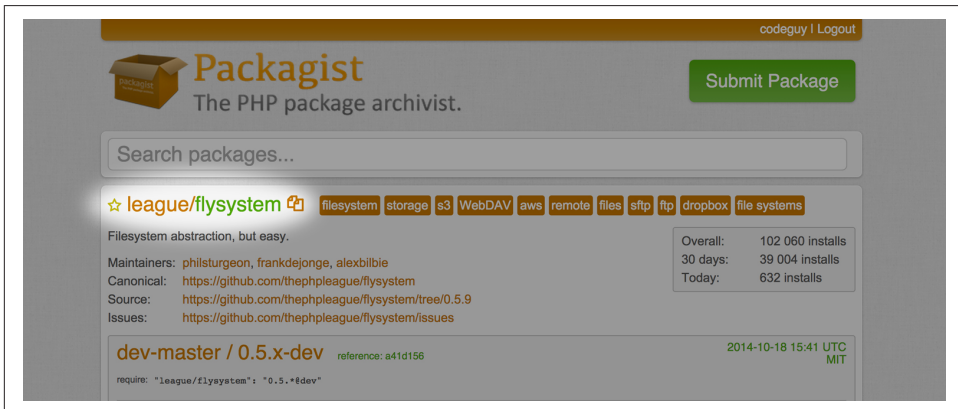 codeguy | Logout
packagist
Packagist
The PHP package archivist.
Submit Package
Search packages...
league/flysystem
filesystem storage s3 WebDAV aws remote files sftp ftp dropbox file systems
Filesystem abstraction, but easy.
Maintainers: philsturgeon, frankdejonge, alexbilbie
Canonical: https://github.com/thephpleague/flysystem
Source: https://github.com/thephpleague/flysystem/tree/0.5.9
Issues: https://github.com/thephpleague/flysystem/issues
Overall: 102 060 installs
30 days: 39 004 installs
Today: 632 installs
dev-master / 0.5.x-dev reference: a41d156
2014-10-18 15:41 UTC
MIT
require: "league/flysystem": "0.5.*@dev"